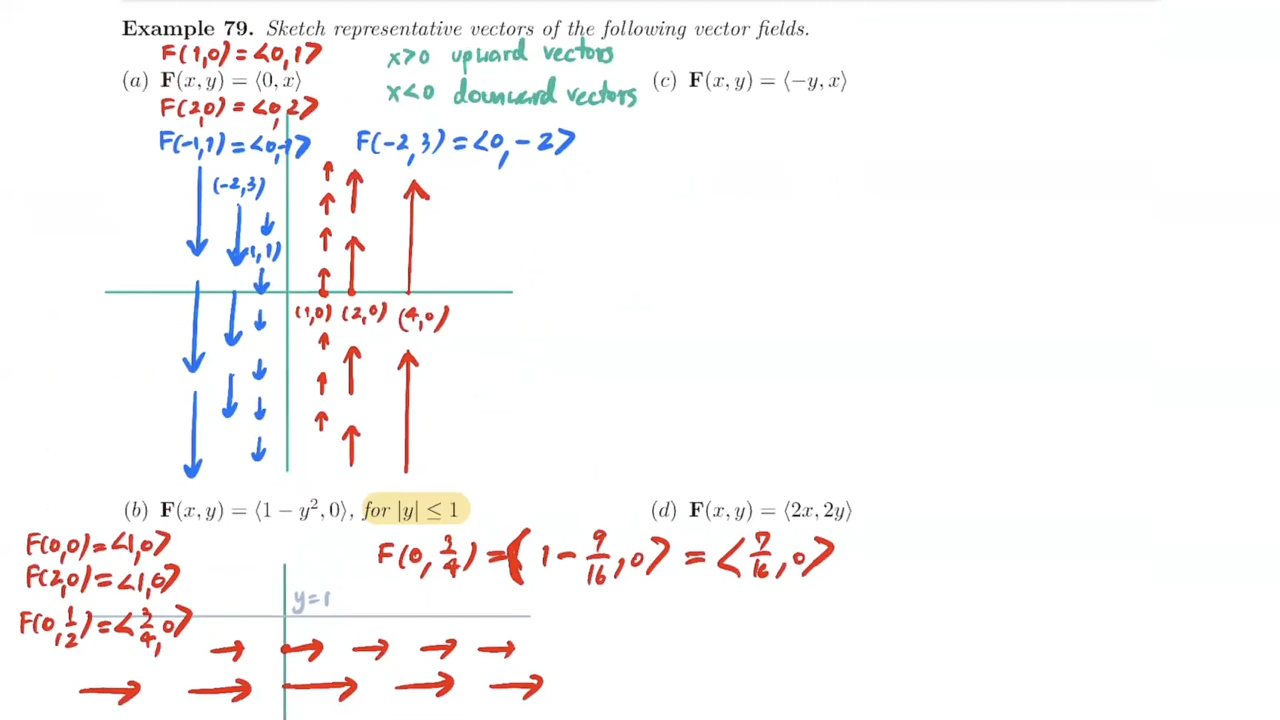 Example 79. Sketch representative vectors of the following vector fields.
F(1,0) = <0,1>
x>0 upward vectors
(a) F(x, y) = ⟨0, x⟩
(c) F(x, y) = ⟨−y, x⟩
x<0 downward vectors
F(2,0) = <0,2>
F(-1,1) = <0,-1>
F(-2,3) = <0,-2>
(-2,3)
(1,0) (2,0) (4,0)
(b) F(x, y) = ⟨1 − y², 0⟩, for |y| ≤ 1
(d) F(x, y) = ⟨2x, 2y⟩
F(0,0) = <1,0>
F(0, 3/4) = <1 - 9/16, 0> = <7/16, 0>
F(2,0) = <1,0>
y=1
F(0, 1/2) = <3/4, 0>